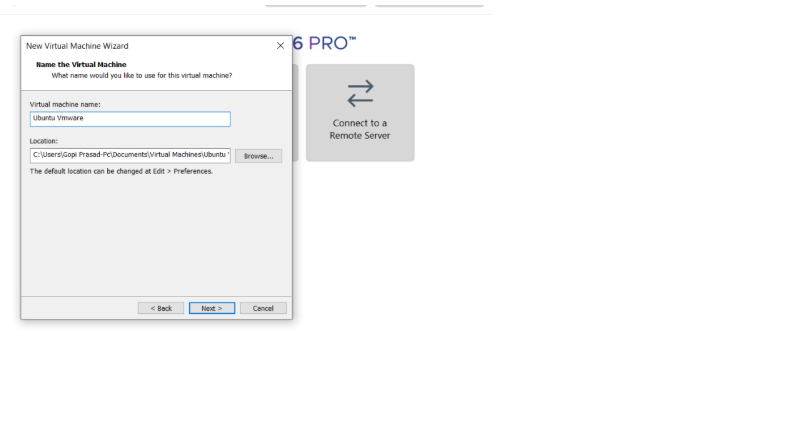 New Virtual Machine Wizard
6 PRO™
Name the Virtual Machine
What name would you like to use for this virtual machine?
Virtual machine name:
Ubuntu Vmware
Location:
C:\Users\Gopi Prasad-Pc\Documents\Virtual Machines\Ubuntu
Browse...
The default location can be changed at Edit > Preferences.
< Back
Next >
Cancel
Connect to a
Remote Server